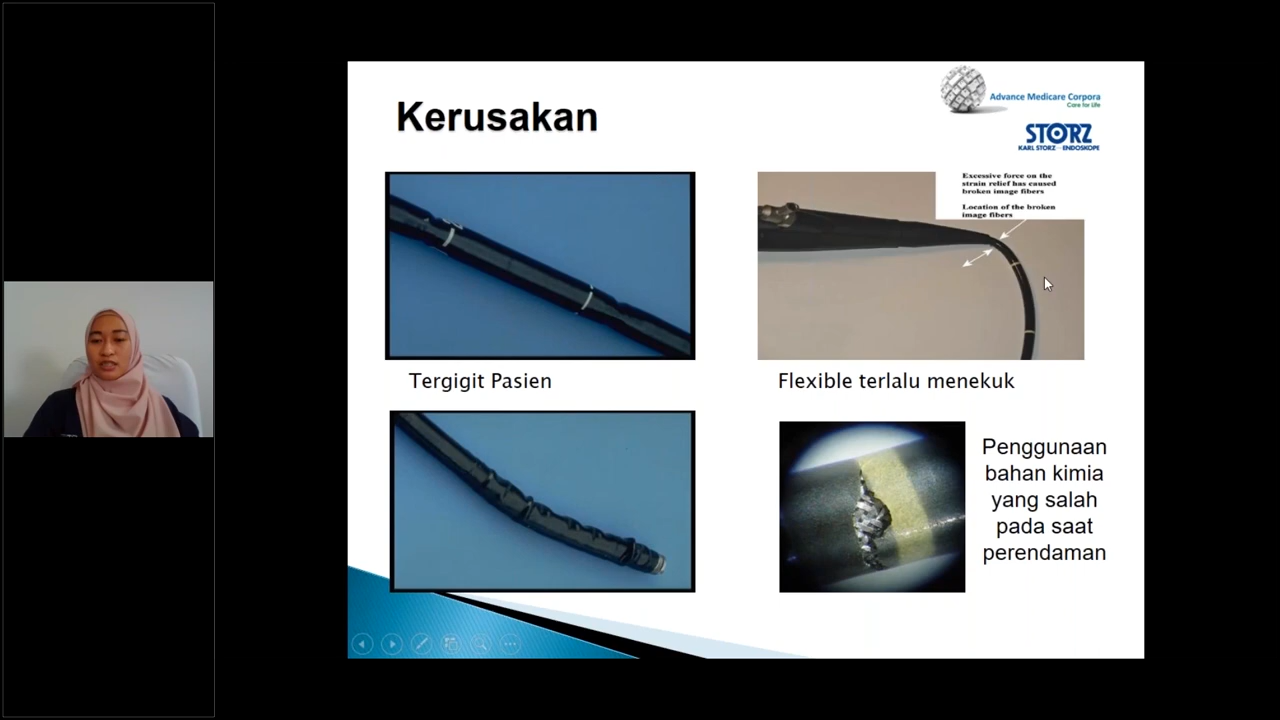 Kerusakan
Advance Medicare Corpora
Care for Life
STORZ
KARL STORZ - ENDOSKOPE
Excessive force on the
strain relief has caused
broken image fibers
Location of the broken
image fibers
Tergigit Pasien
Flexible terlalu menekuk
Penggunaan
bahan kimia
yang salah
pada saat
perendaman